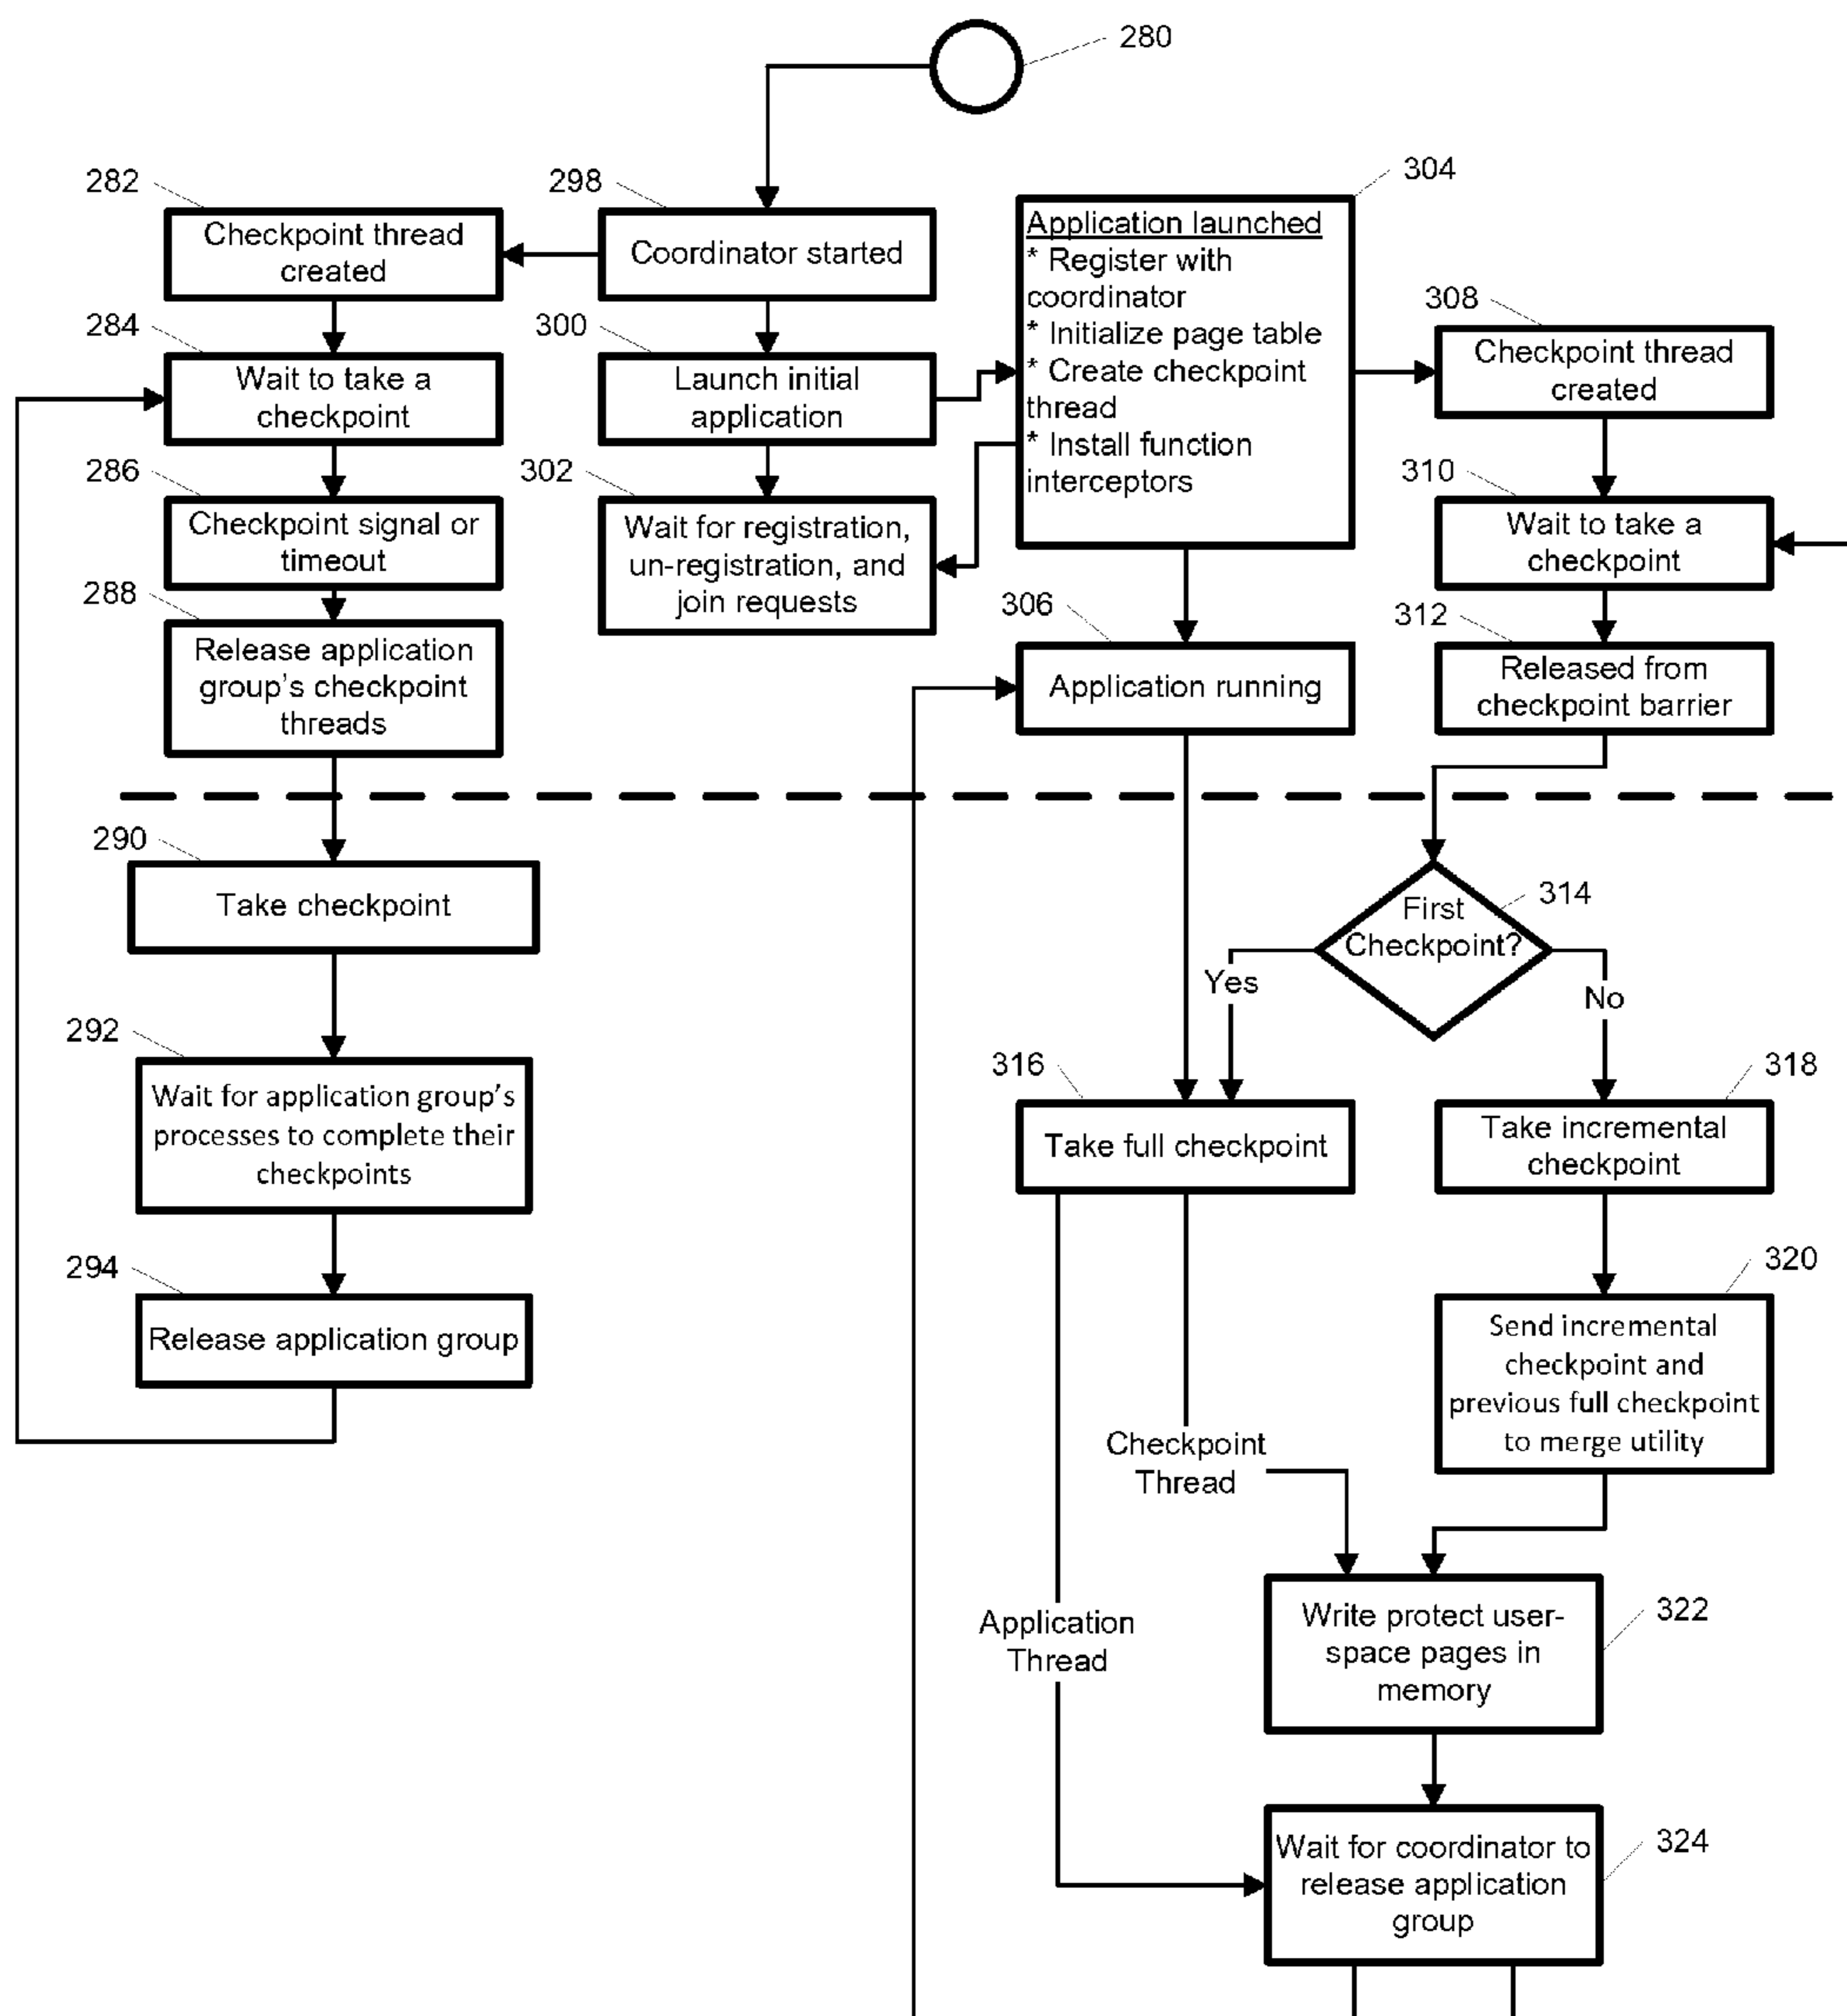 280
282
298
304
Checkpoint thread
created
Coordinator started
Application launched
* Register with
coordinator
* Initialize page table
* Create checkpoint
thread
* Install function
interceptors
308
Checkpoint thread
created
284
300
Wait to take a
checkpoint
Launch initial
application
286
302
310
Checkpoint signal or
timeout
Wait for registration,
un-registration, and
join requests
Wait to take a
checkpoint
288
306
312
Release application
group's checkpoint
threads
Application running
Released from
checkpoint barrier
290
Take checkpoint
314
First
Checkpoint?
Yes
No
292
316
318
Wait for application group's
processes to complete their
checkpoints
Take full checkpoint
Take incremental
checkpoint
294
320
Release application group
Send incremental
checkpoint and
previous full checkpoint
to merge utility
Checkpoint
Thread
Application
Thread
322
Write protect user-
space pages in
memory
324
Wait for coordinator to
release application
group